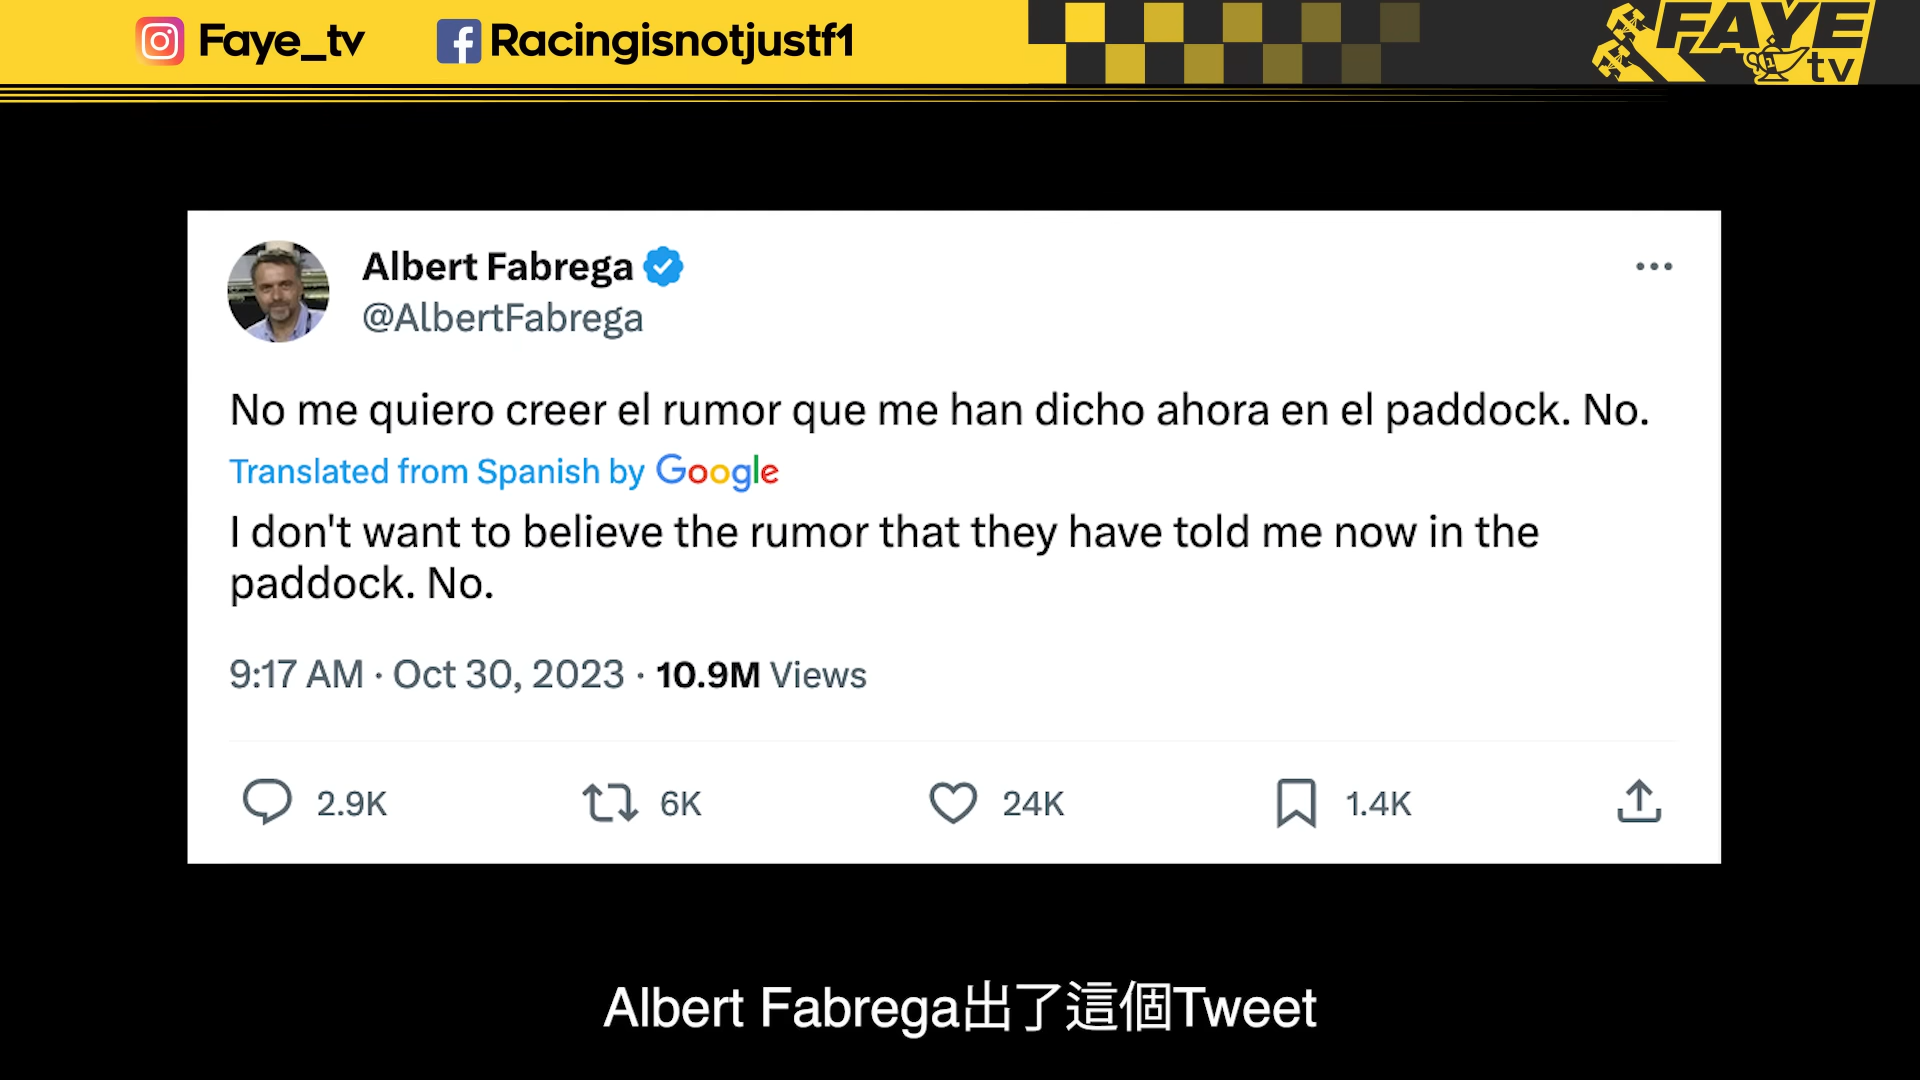 Faye_tv
Racingisnotjustf1
FAYE
tv
Albert Fabrega
@AlbertFabrega
No me quiero creer el rumor que me han dicho ahora en el paddock. No.
Translated from Spanish by Google
I don't want to believe the rumor that they have told me now in the
paddock. No.
9:17 AM · Oct 30, 2023 · 10.9M Views
2.9K
6K
24K
1.4K
Albert Fabrega出了這個Tweet